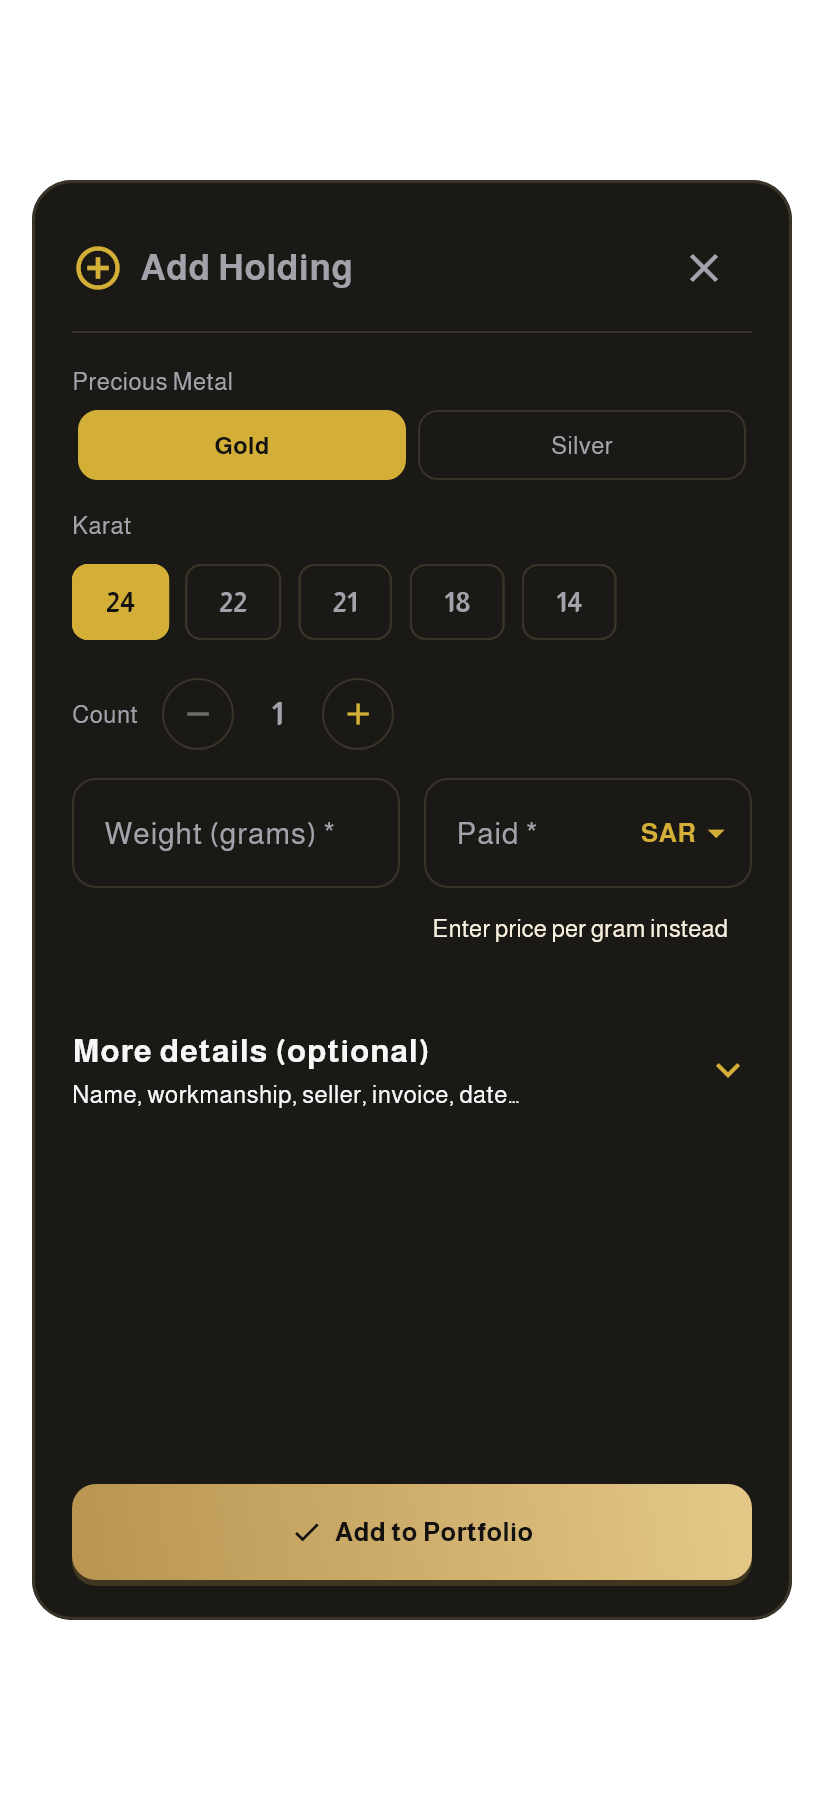 Add Holding
Precious Metal
Gold
Silver
Karat
24
22
21
18
14
Count
1
Weight (grams) *
Paid *
SAR
Enter price per gram instead
More details (optional)
Name, workmanship, seller, invoice, date…
Add to Portfolio